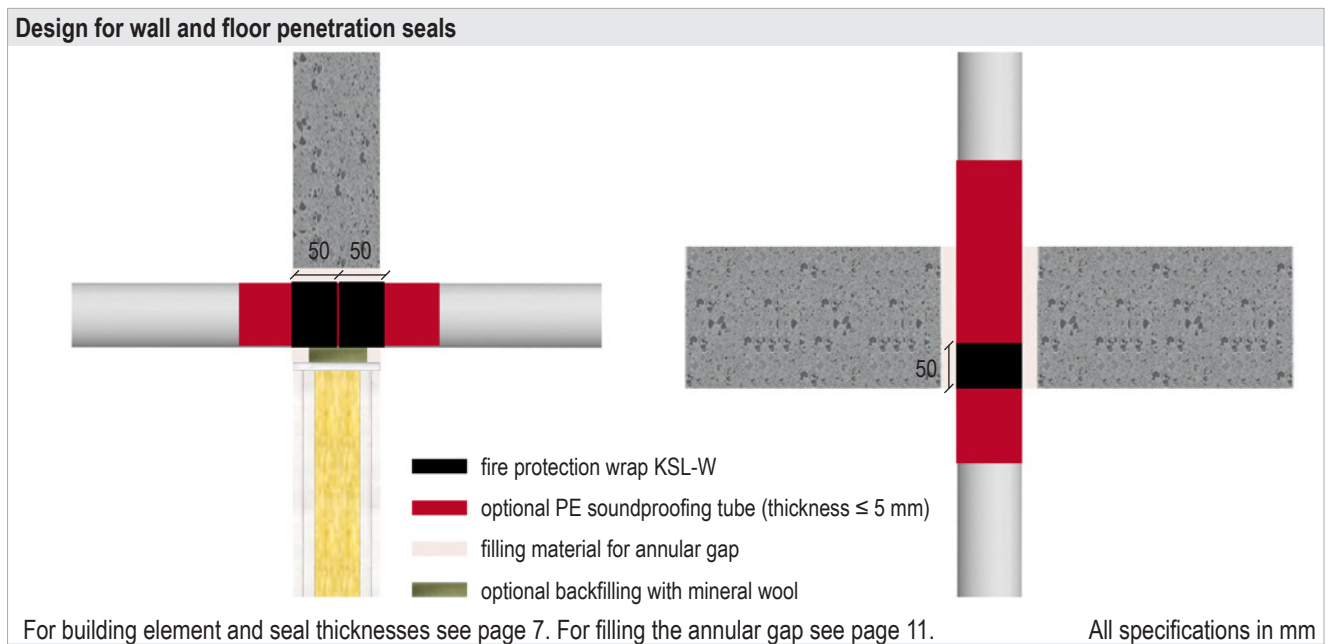 Design for wall and floor penetration seals
50 50
50
fire protection wrap KSL-W
optional PE soundproofing tube (thickness ≤ 5 mm)
filling material for annular gap
optional backfilling with mineral wool
For building element and seal thicknesses see page 7. For filling the annular gap see page 11. All specifications in mm